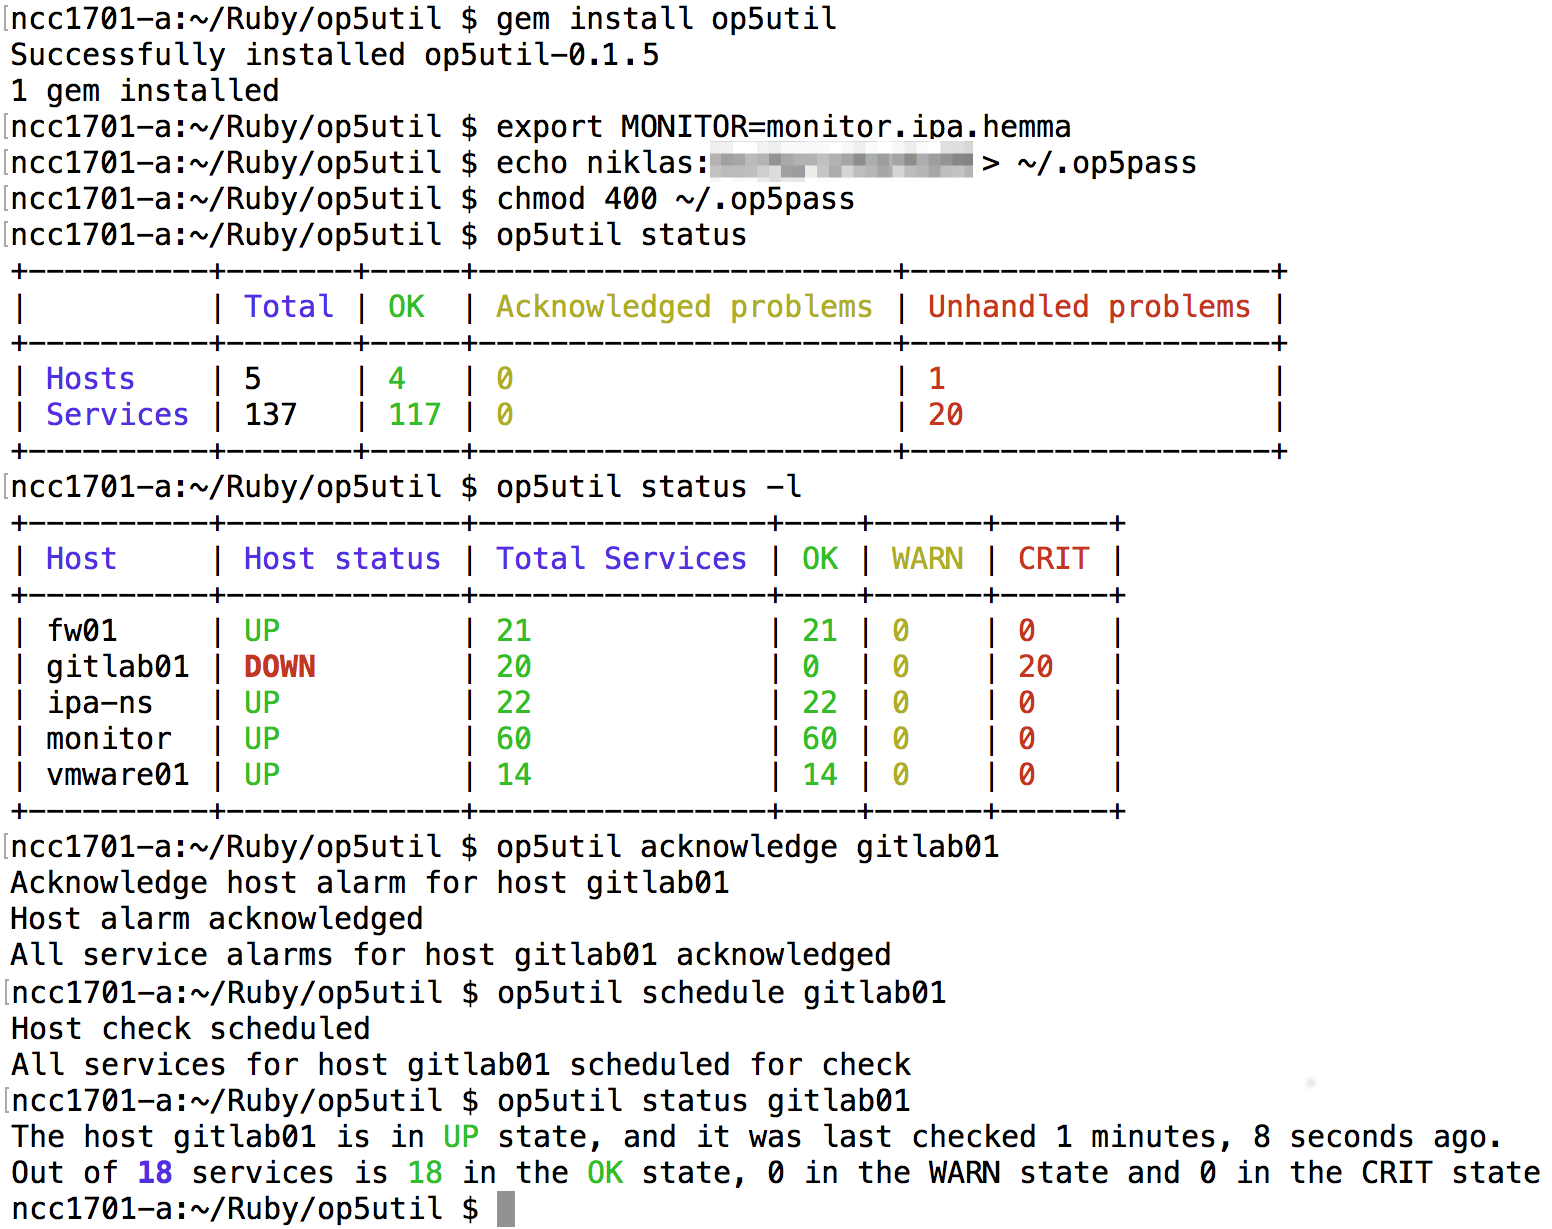 ncc1701-a:~/Ruby/op5util $ gem install op5util
Successfully installed op5util-0.1.5
1 gem installed
ncc1701-a:~/Ruby/op5util $ export MONITOR=monitor.ipa.hemma
ncc1701-a:~/Ruby/op5util $ echo niklas: > ~/.op5pass
ncc1701-a:~/Ruby/op5util $ chmod 400 ~/.op5pass
ncc1701-a:~/Ruby/op5util $ op5util status
+----------+-------+-----+-----------------------+--------------------+
|          | Total | OK  | Acknowledged problems | Unhandled problems |
+----------+-------+-----+-----------------------+--------------------+
| Hosts    | 5     | 4   | 0                     | 1                  |
| Services | 137   | 117 | 0                     | 20                 |
+----------+-------+-----+-----------------------+--------------------+
ncc1701-a:~/Ruby/op5util $ op5util status -l
+----------+-------------+----------------+----+------+------+
| Host     | Host status | Total Services | OK | WARN | CRIT |
+----------+-------------+----------------+----+------+------+
| fw01     | UP          | 21             | 21 | 0    | 0    |
| gitlab01 | DOWN        | 20             | 0  | 0    | 20   |
| ipa-ns   | UP          | 22             | 22 | 0    | 0    |
| monitor  | UP          | 60             | 60 | 0    | 0    |
| vmware01 | UP          | 14             | 14 | 0    | 0    |
+----------+-------------+----------------+----+------+------+
ncc1701-a:~/Ruby/op5util $ op5util acknowledge gitlab01
Acknowledge host alarm for host gitlab01
Host alarm acknowledged
All service alarms for host gitlab01 acknowledged
ncc1701-a:~/Ruby/op5util $ op5util schedule gitlab01
Host check scheduled
All services for host gitlab01 scheduled for check
ncc1701-a:~/Ruby/op5util $ op5util status gitlab01
The host gitlab01 is in UP state, and it was last checked 1 minutes, 8 seconds ago.
Out of 18 services is 18 in the OK state, 0 in the WARN state and 0 in the CRIT state
ncc1701-a:~/Ruby/op5util $